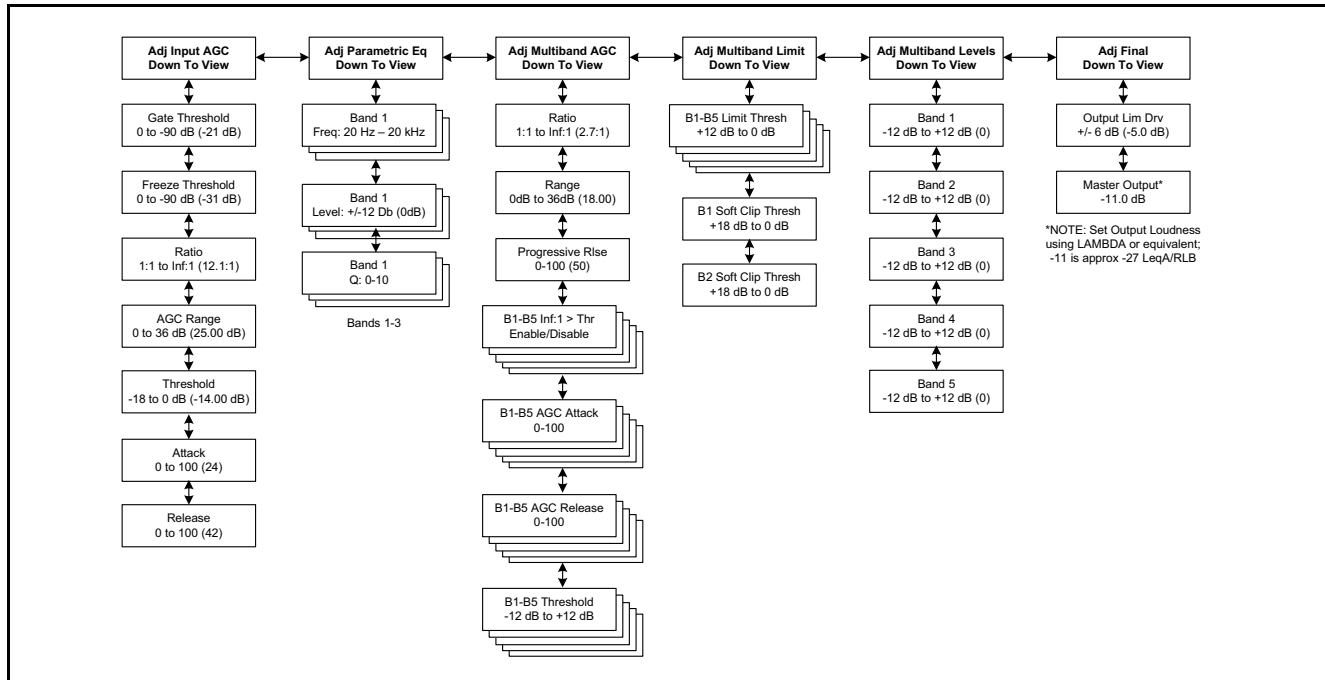 Adj Input AGC
Down To View
Gate Threshold
0 to -90 dB (-21 dB)
Freeze Threshold
0 to -90 dB (-31 dB)
Ratio
1:1 to Inf:1 (12.1:1)
AGC Range
0 to 36 dB (25.00 dB)
Threshold
-18 to 0 dB (-14.00 dB)
Attack
0 to 100 (24)
Release
0 to 100 (42)
Adj Parametric Eq
Down To View
Band 1
Freq: 20 Hz – 20 kHz
Band 1
Level: +/-12 Db (0dB)
Band 1
Q: 0-10
Bands 1-3
Adj Multiband AGC
Down To View
Ratio
1:1 to Inf:1 (2.7:1)
Range
0dB to 36dB (18.00)
Progressive Rlse
0-100 (50)
B1-B5 Inf:1 > Thr
Enable/Disable
B1-B5 AGC Attack
0-100
B1-B5 AGC Release
0-100
B1-B5 Threshold
-12 dB to +12 dB
Adj Multiband Limit
Down To View
B1-B5 Limit Thresh
+12 dB to 0 dB
B1 Soft Clip Thresh
+18 dB to 0 dB
B2 Soft Clip Thresh
+18 dB to 0 dB
Adj Multiband Levels
Down To View
Band 1
-12 dB to +12 dB (0)
Band 2
-12 dB to +12 dB (0)
Band 3
-12 dB to +12 dB (0)
Band 4
-12 dB to +12 dB (0)
Band 5
-12 dB to +12 dB (0)
Adj Final
Down To View
Output Lim Drv
+/- 6 dB (-5.0 dB)
Master Output*
-11.0 dB
*NOTE: Set Output Loudness
using LAMBDA or equivalent;
-11 is approx -27 LeqA/RLB